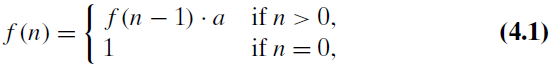 f(n) = { f(n − 1) · a if n > 0,
1 if n = 0, (4.1)